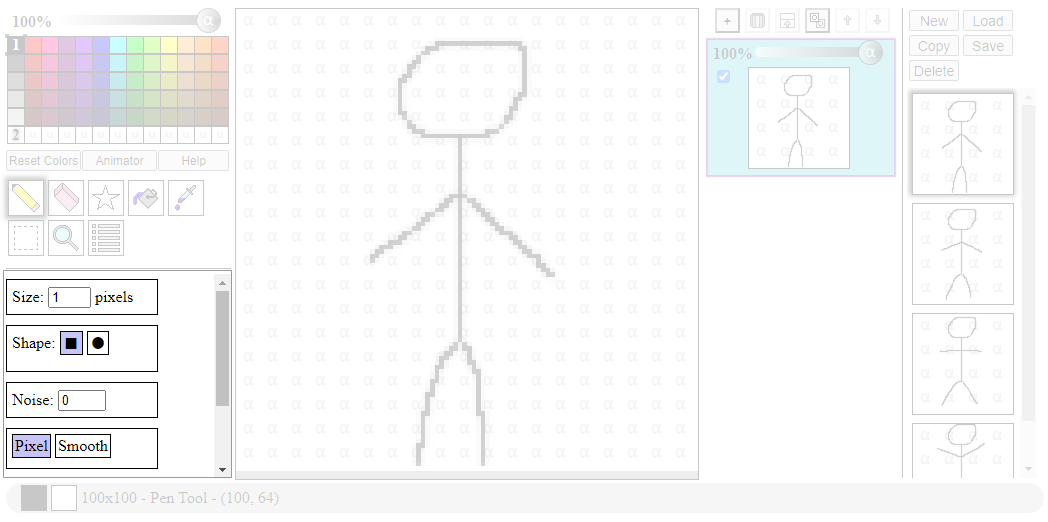 100% α
1
2
Reset Colors Animator Help
Size: 1 pixels
Shape:
Noise: 0
Pixel Smooth
100% α
New Load
Copy Save
Delete
100x100 - Pen Tool - (100, 64)